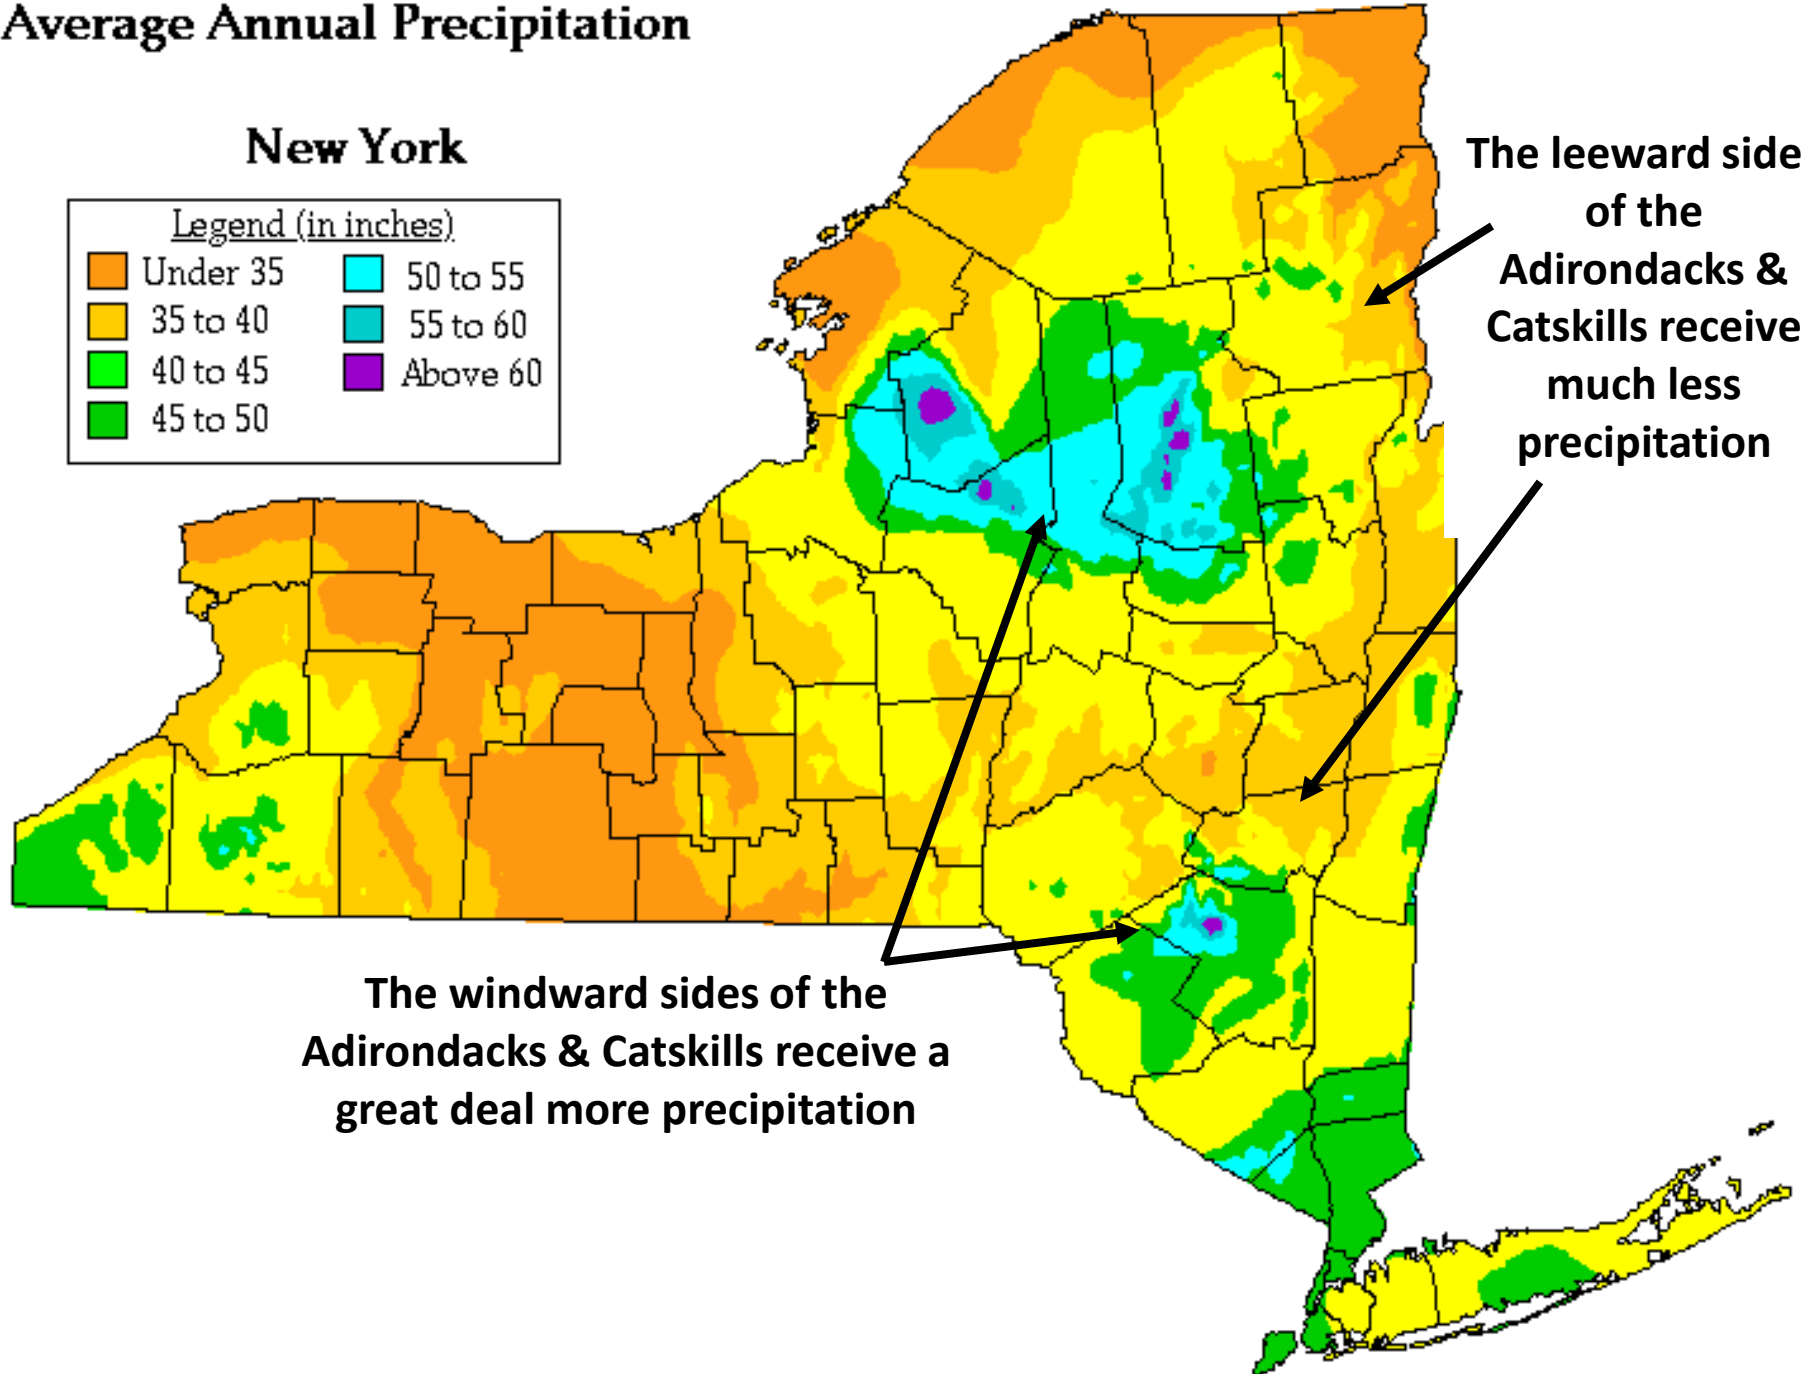 Average Annual Precipitation
New York
Legend (in inches)
Under 35
35 to 40
40 to 45
45 to 50
50 to 55
55 to 60
Above 60
The leeward side
of the
Adirondacks &
Catskills receive
much less
precipitation
The windward sides of the
Adirondacks & Catskills receive a
great deal more precipitation